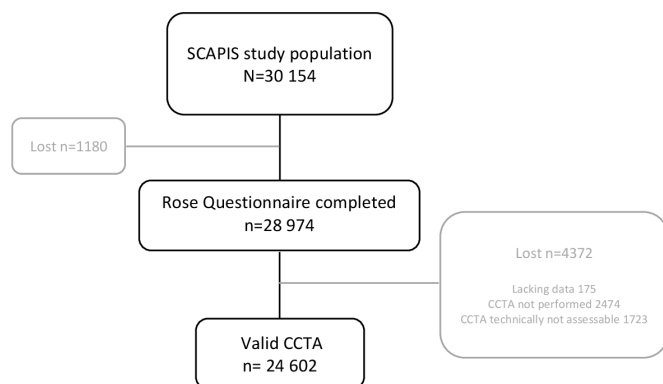 SCAPIS study population
N=30 154
Lost n=1180
Rose Questionnaire completed
n=28 974
Lost n=4372
Lacking data 175
CCTA not performed 2474
CCTA technically not assessable 1723
Valid CCTA
n= 24 602